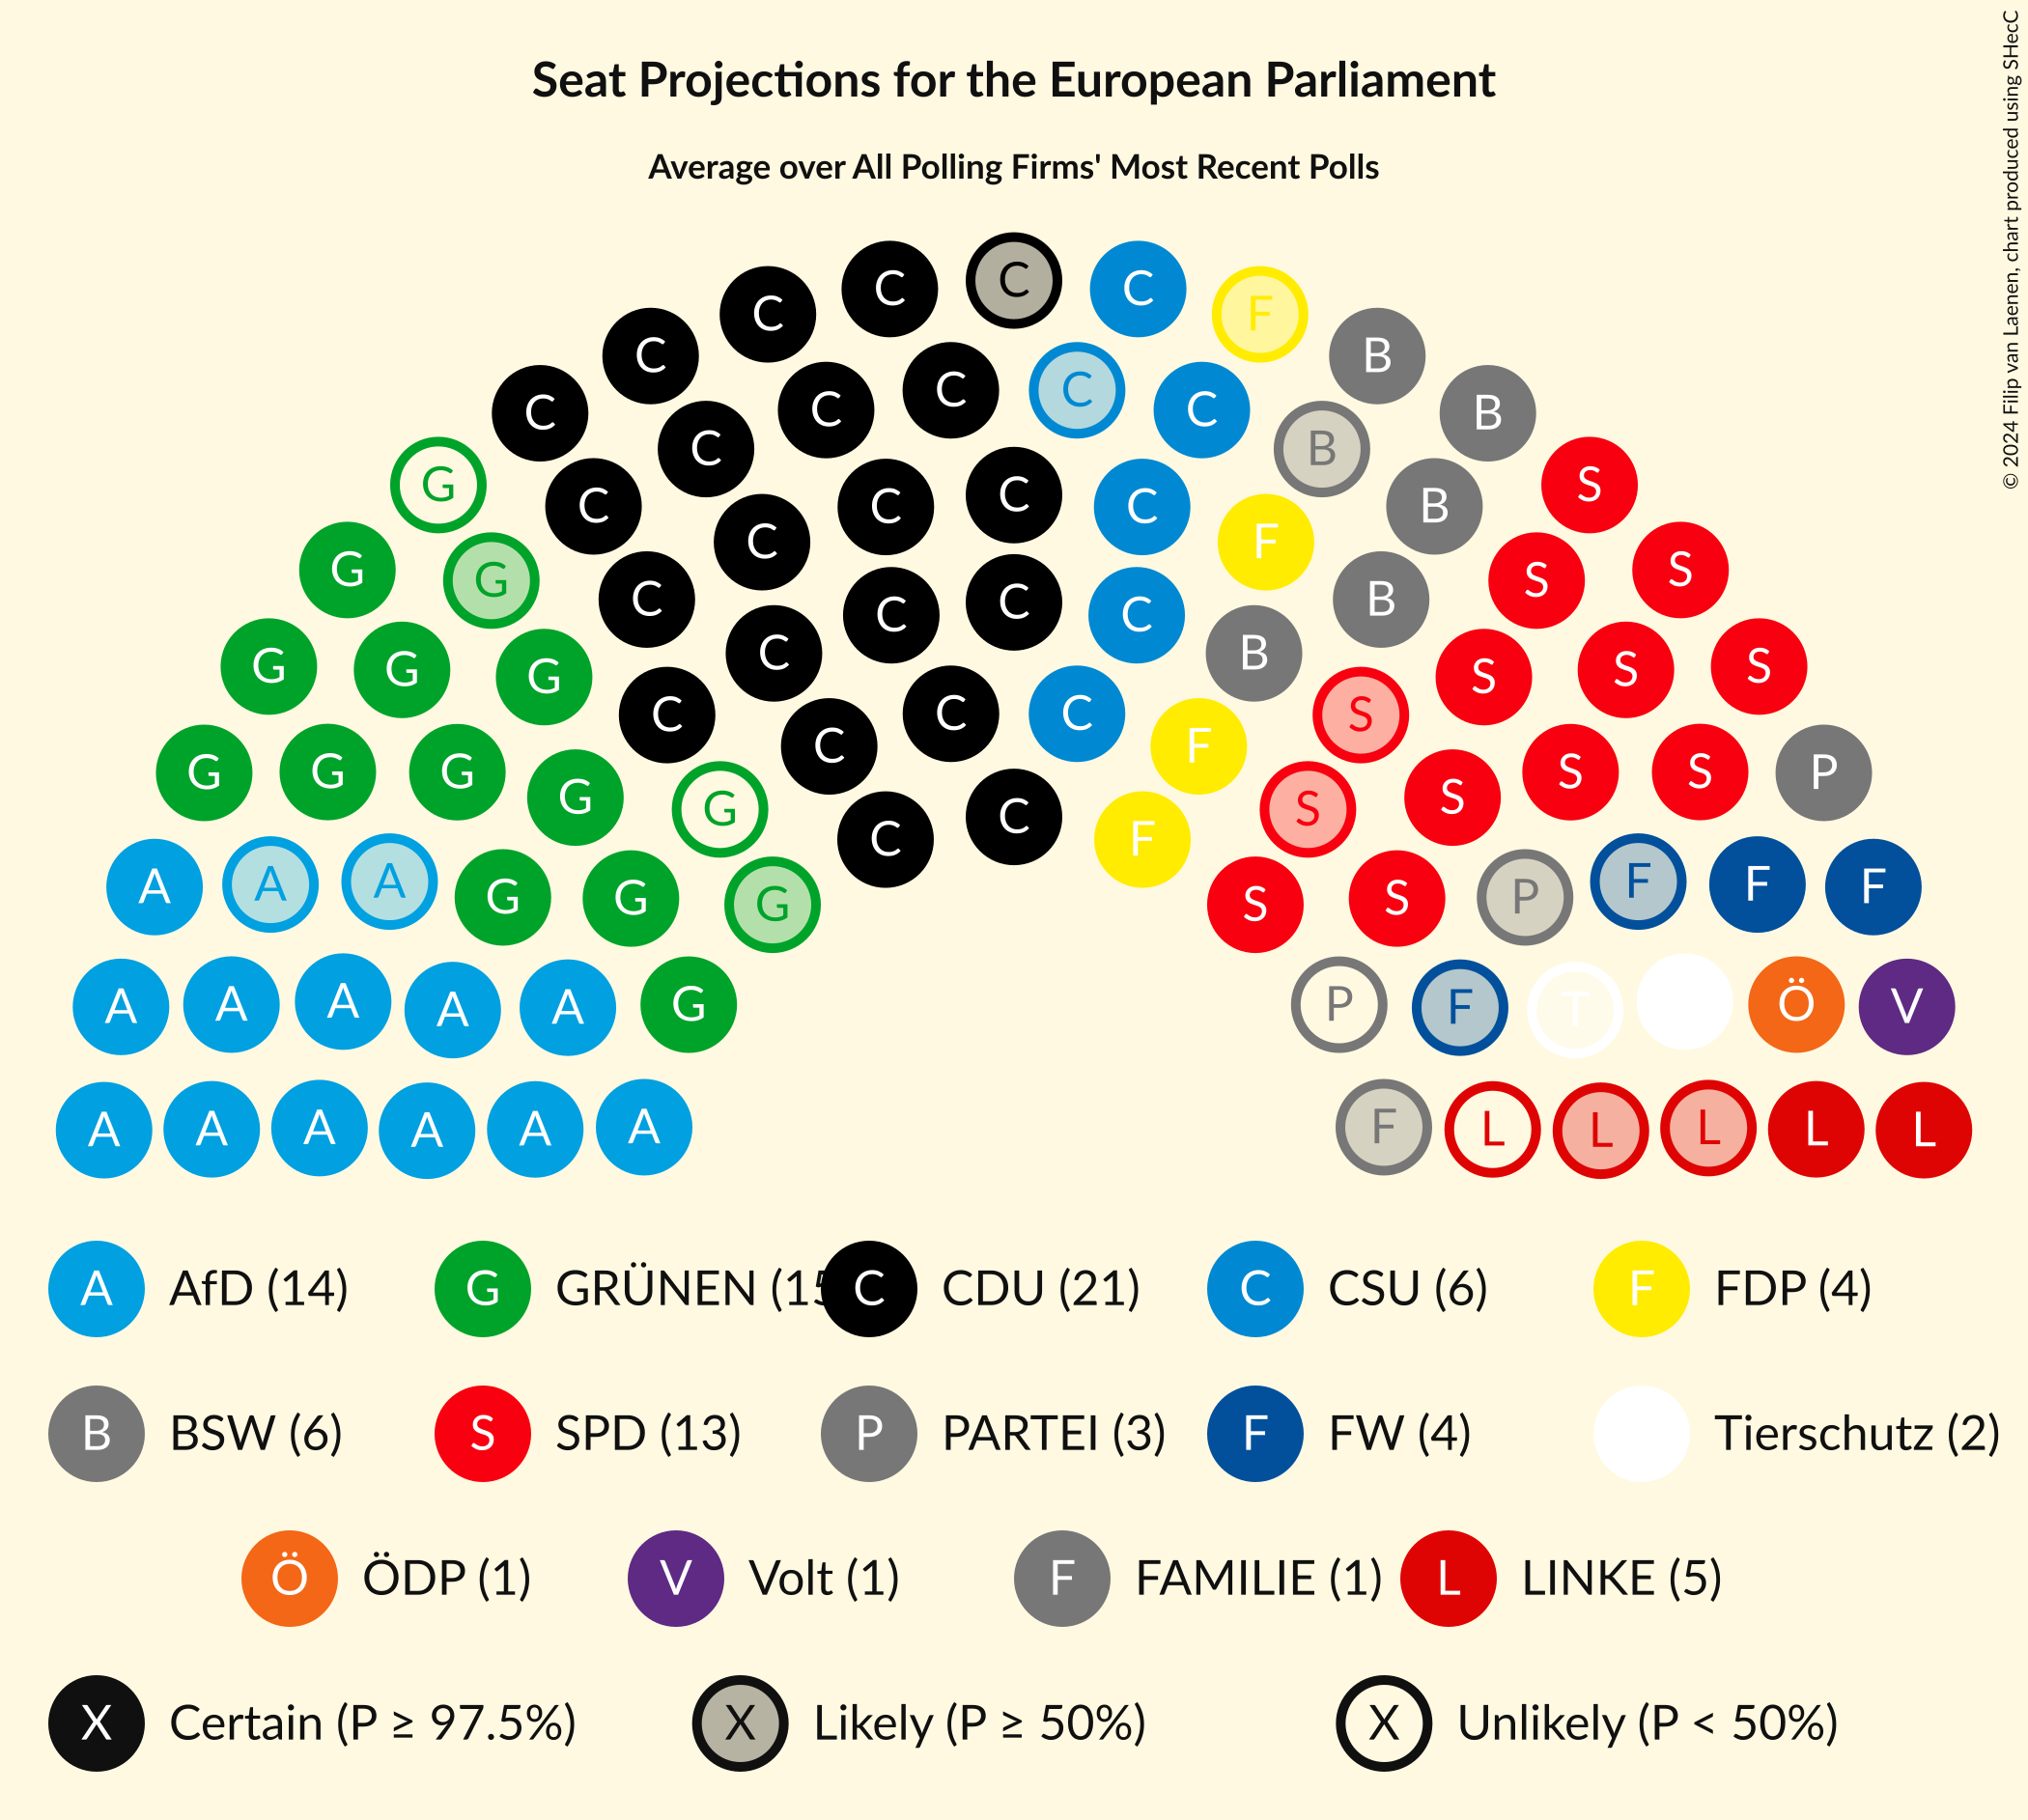 Seat Projections for the European Parliament
Average over All Polling Firms' Most Recent Polls
© 2024 Filip van Laenen, chart produced using SHecC
C
C C
C F
C B
C C
C C C B
C B
G C S
C C C B
C F
G S
G S
C C B
C C
C B
G G G S S S
C C C S
C F
G G G S S P
G S
G C S
C F
A A A G G G S S P F F F
A A A A A G P F T Ö V
A A A A A A F L L L L L
A AfD (14) G GRÜNEN (15 C CDU (21) C CSU (6) F FDP (4)
B BSW (6) S SPD (13) P PARTEI (3) F FW (4) Tierschutz (2)
Ö ÖDP (1) V Volt (1) F FAMILIE (1) L LINKE (5)
X Certain (P ≥ 97.5%) X Likely (P ≥ 50%) X Unlikely (P < 50%)